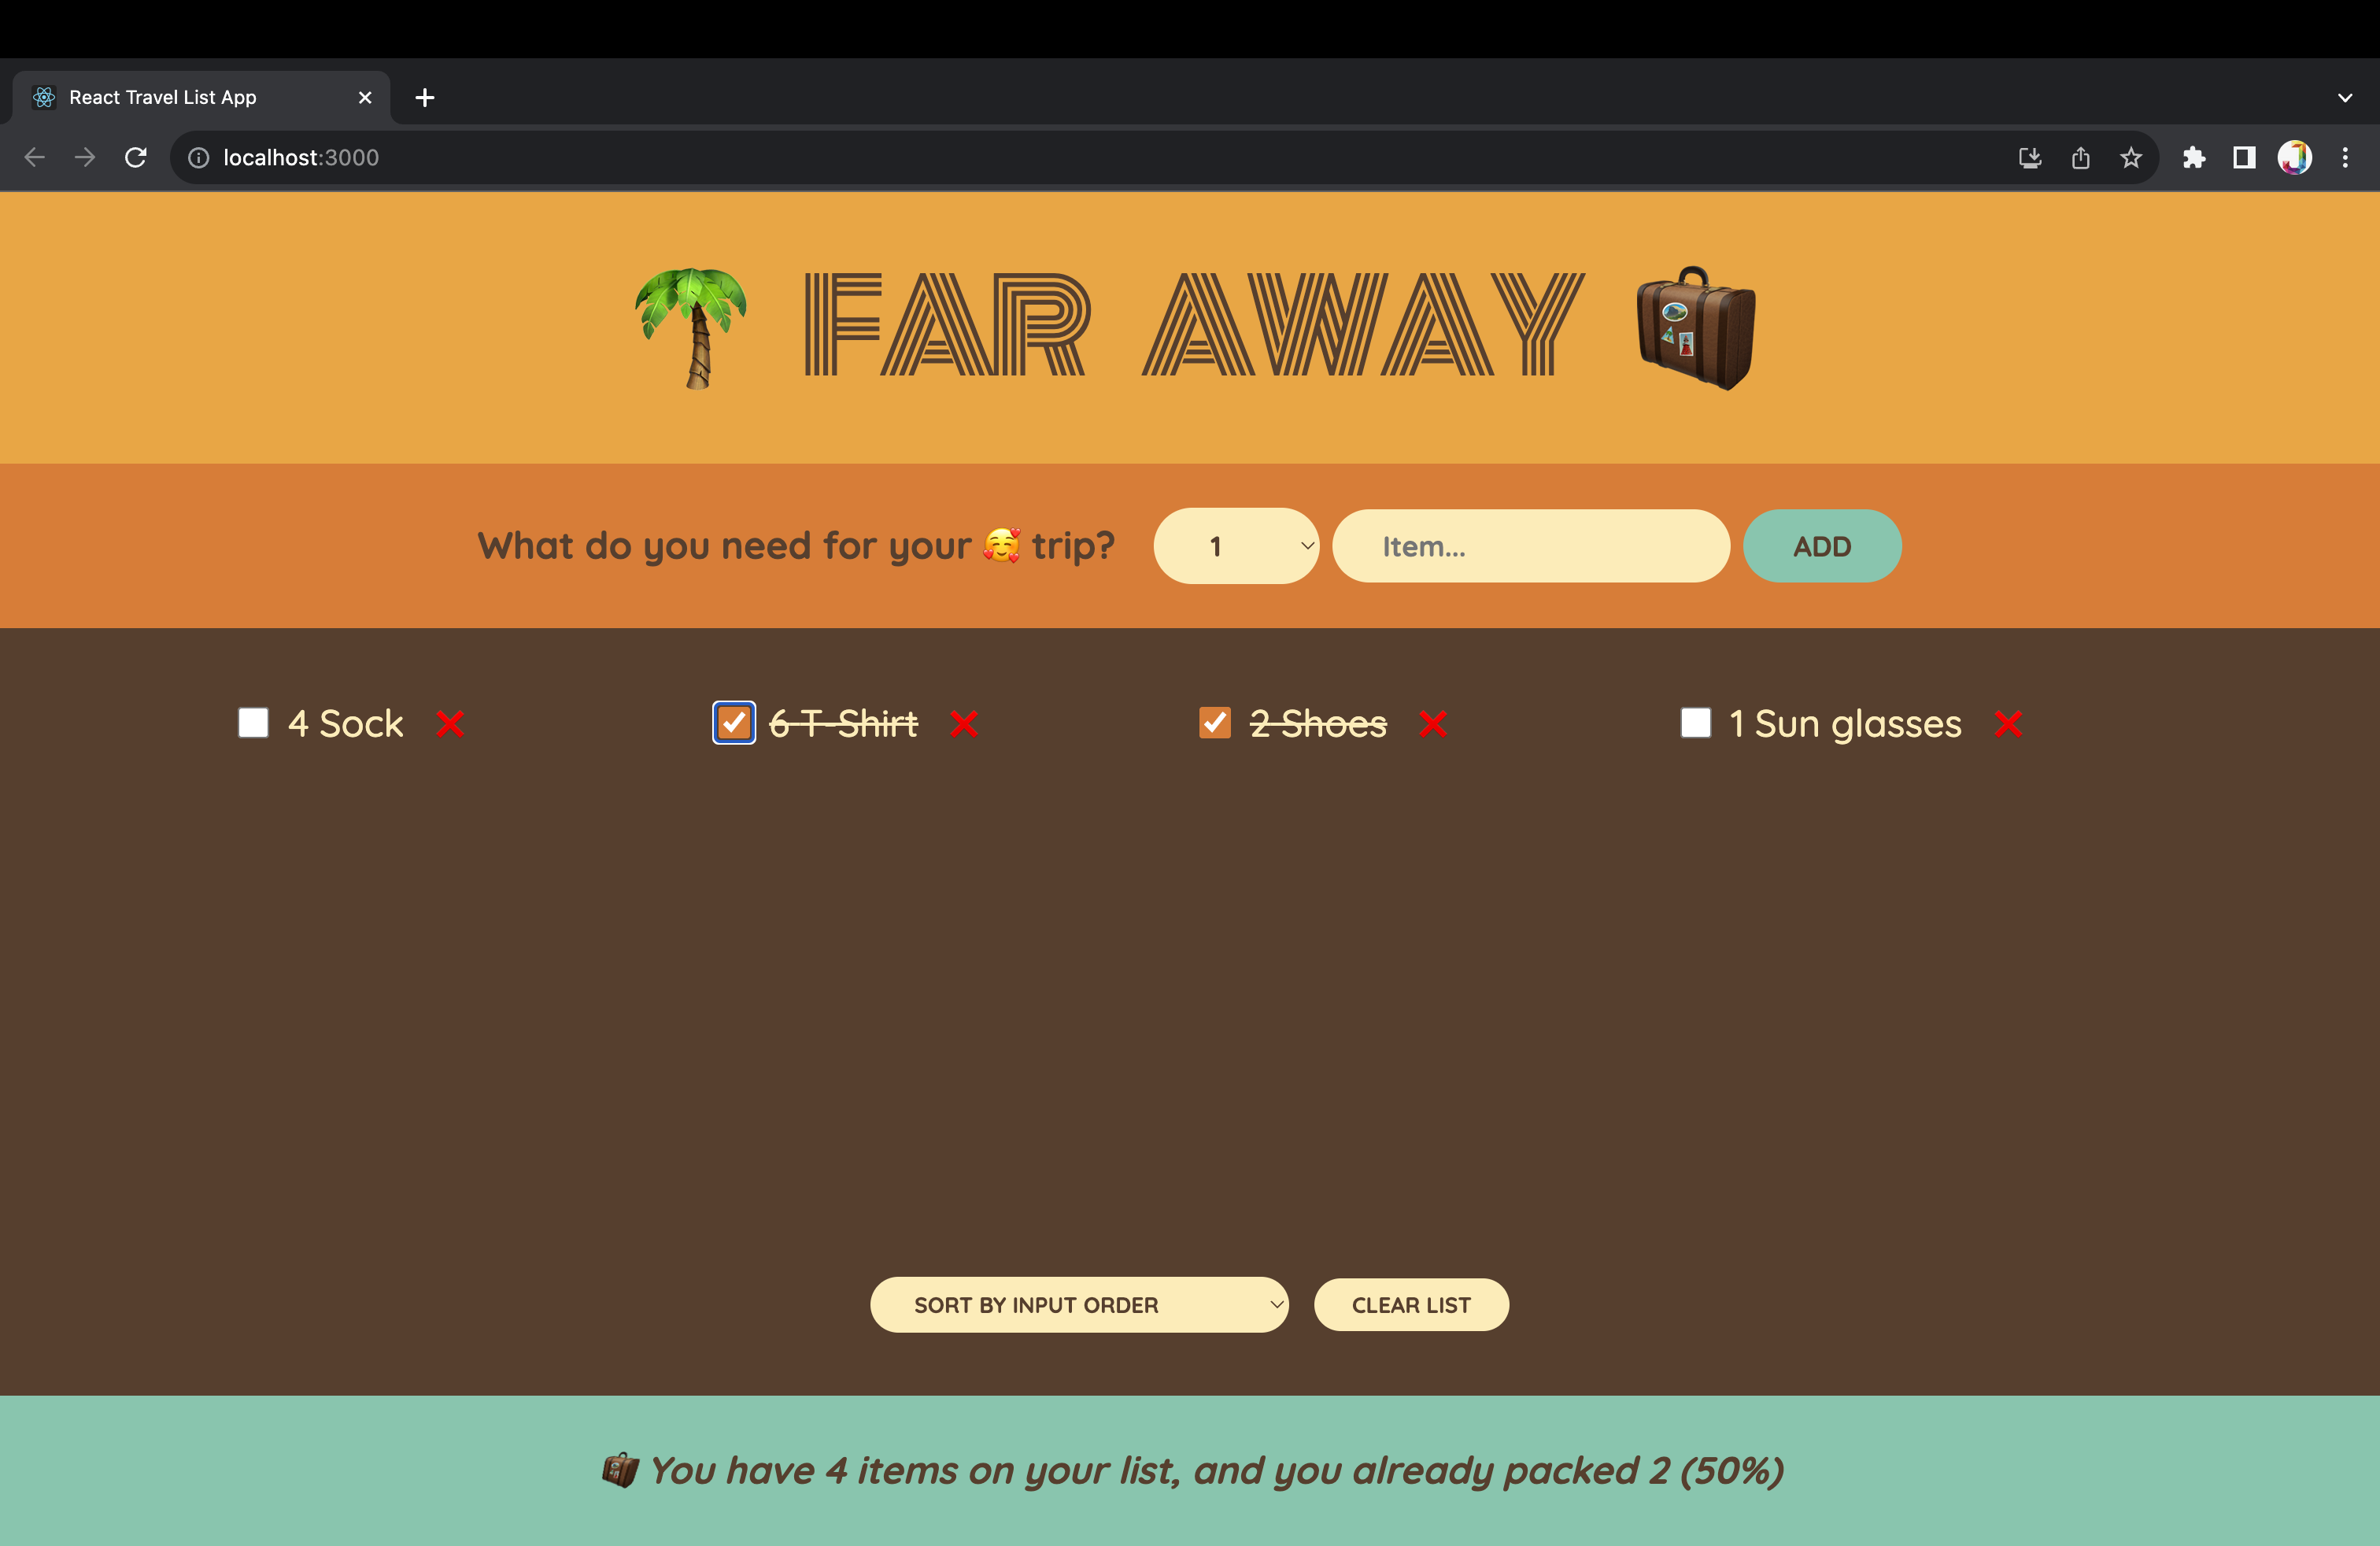 React Travel List App
localhost:3000
FAR AWAY
What do you need for your 🥰 trip? 1 Item... ADD
4 Sock ❌ 6 T-Shirt ❌ 2 Shoes ❌ 1 Sun glasses ❌
SORT BY INPUT ORDER CLEAR LIST
You have 4 items on your list, and you already packed 2 (50%)